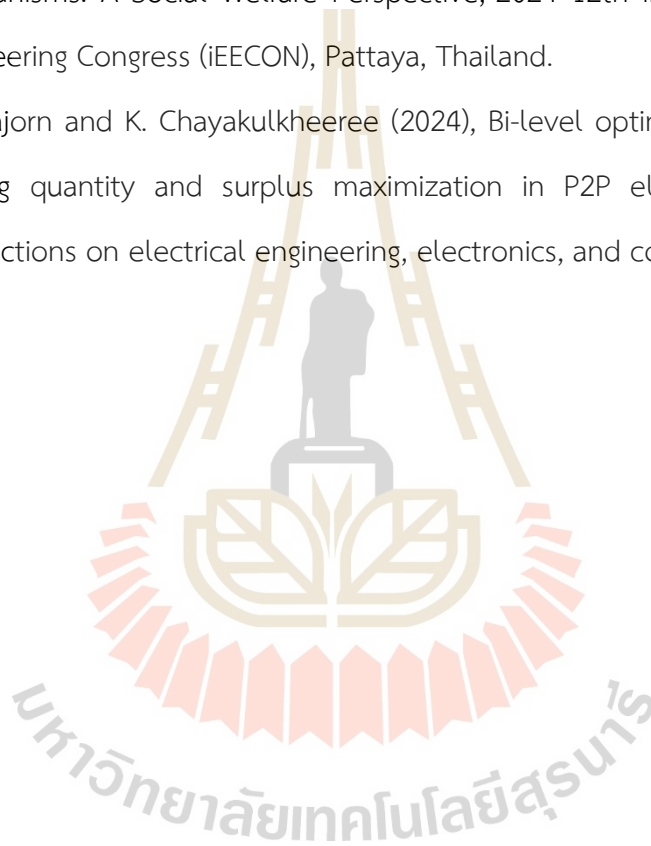 anisms: A Social Welfare Perspective, 2024 12th
eering Congress (iEECON), Pattaya, Thailand.
ajorn and K. Chayakulkheeree (2024), Bi-level optim
g quantity and surplus maximization in P2P el
ctions on electrical engineering, electronics, and co
มหาวิทยาลัยเทคโนโลยีสุรนารี